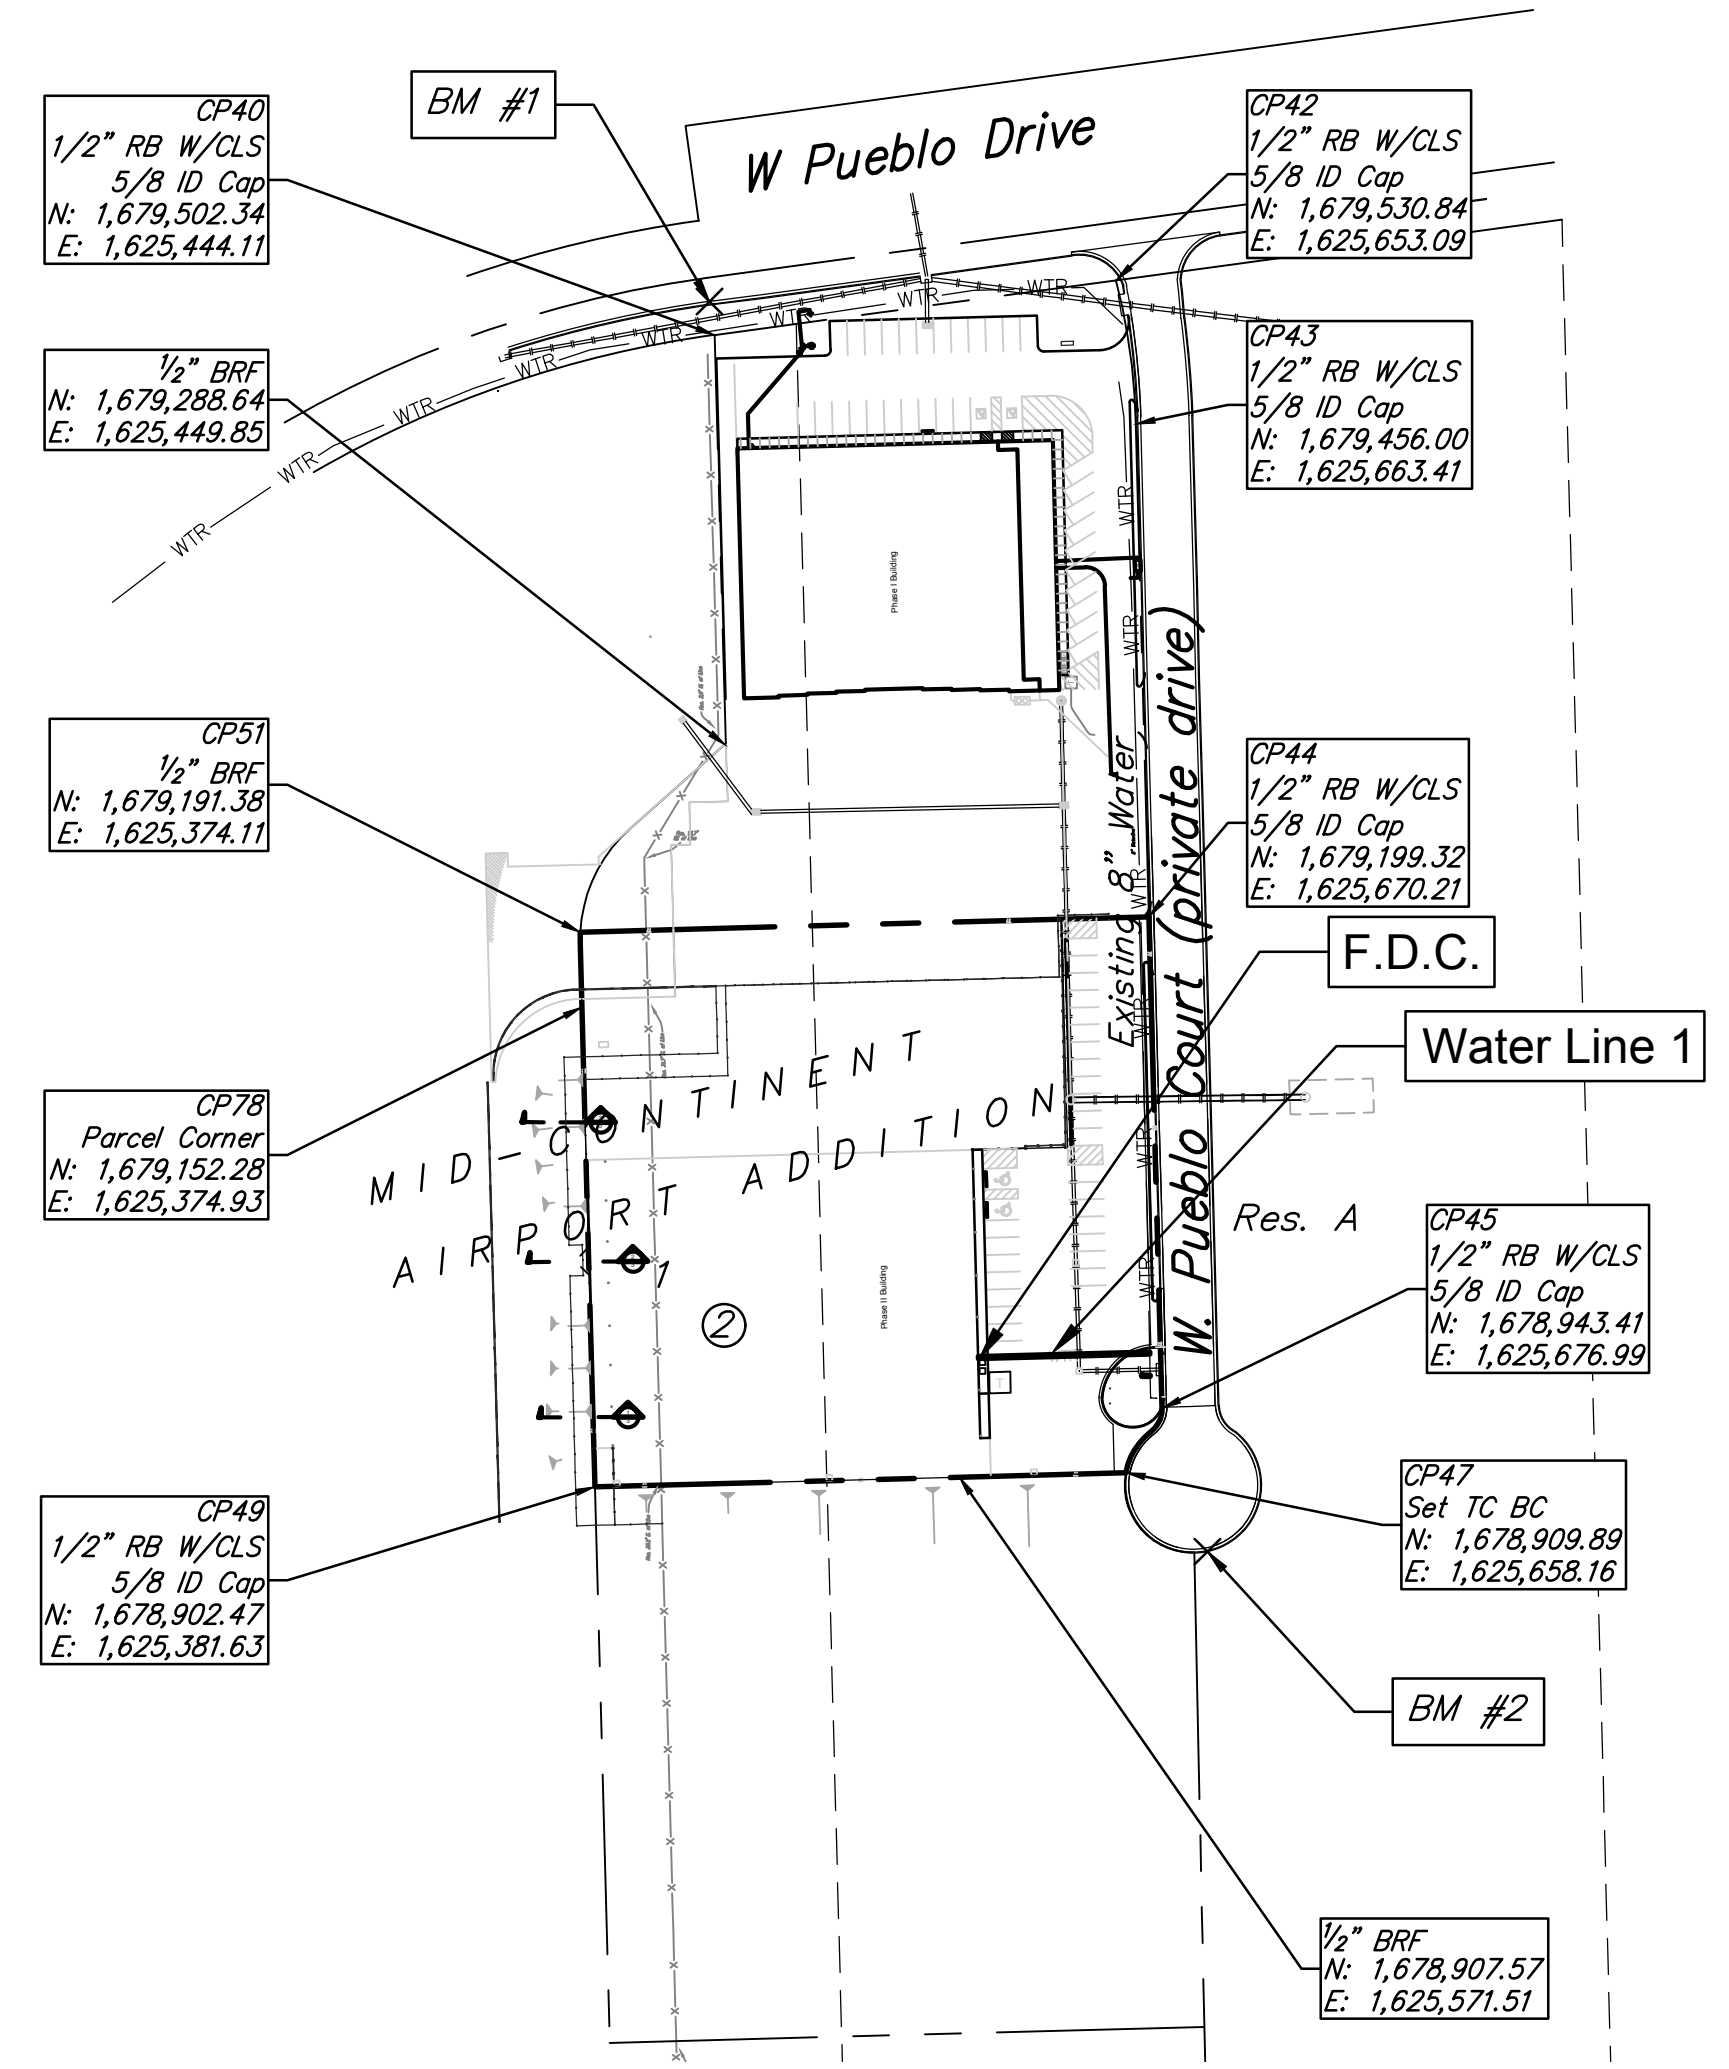 CP40
1/2" RB W/CLS
5/8 ID Cap
N: 1,679,502.34
E: 1,625,444.11
BM #1
W Pueblo Drive
CP42
1/2" RB W/CLS
5/8 ID Cap
N: 1,679,530.84
E: 1,625,653.09
WTR
WTR
WTR
WTR
WTR
WTR
WTR
WTR
½" BRF
N: 1,679,288.64
E: 1,625,449.85
CP43
1/2" RB W/CLS
5/8 ID Cap
N: 1,679,456.00
E: 1,625,663.41
WTR
WTR
WTR
WTR
WTR
WTR
Phase I Building
CP51
½" BRF
N: 1,679,191.38
E: 1,625,374.11
Existing 8" Water
W. Pueblo Court (private drive)
CP44
1/2" RB W/CLS
5/8 ID Cap
N: 1,679,199.32
E: 1,625,670.21
F.D.C.
Water Line 1
CP78
Parcel Corner
N: 1,679,152.28
E: 1,625,374.93
MID-CONTINENT
AIRPORT ADDITION
1
2
Phase II Building
T
Res. A
CP45
1/2" RB W/CLS
5/8 ID Cap
N: 1,678,943.41
E: 1,625,676.99
CP47
Set TC BC
N: 1,678,909.89
E: 1,625,658.16
CP49
1/2" RB W/CLS
5/8 ID Cap
N: 1,678,902.47
E: 1,625,381.63
BM #2
½" BRF
N: 1,678,907.57
E: 1,625,571.51